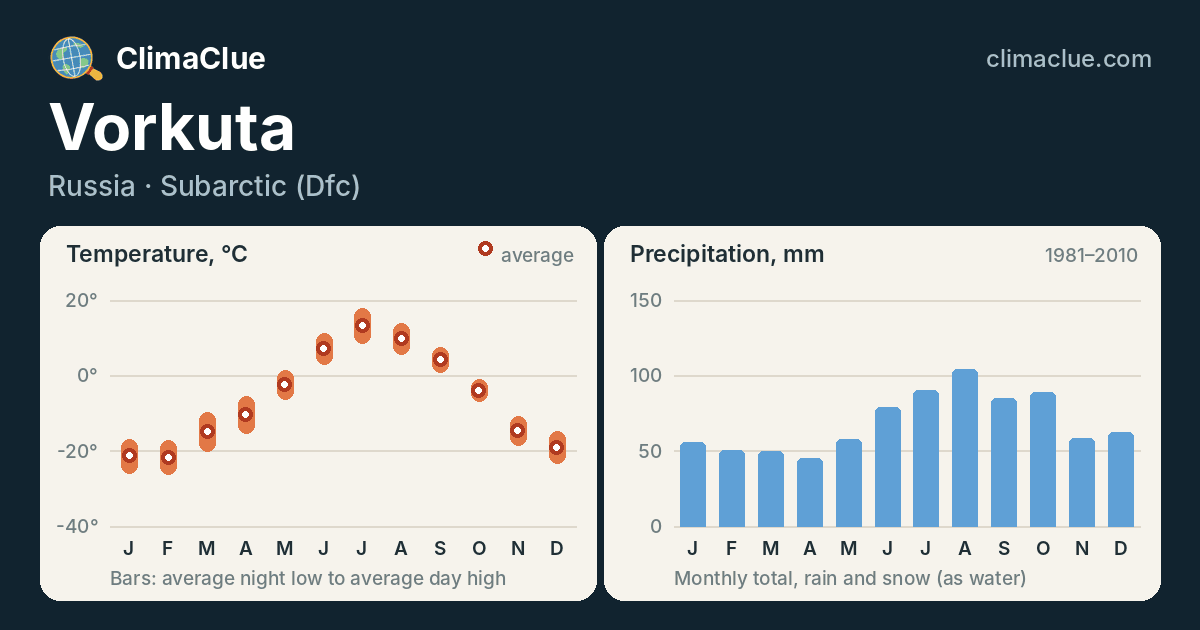 ClimaClue
climaclue.com
Vorkuta
Russia · Subarctic (Dfc)
Temperature, °C
average
20°
0°
-20°
-40°
J F M A M J J A S O N D
Bars: average night low to average day high
Precipitation, mm
1981–2010
150
100
50
0
J F M A M J J A S O N D
Monthly total, rain and snow (as water)